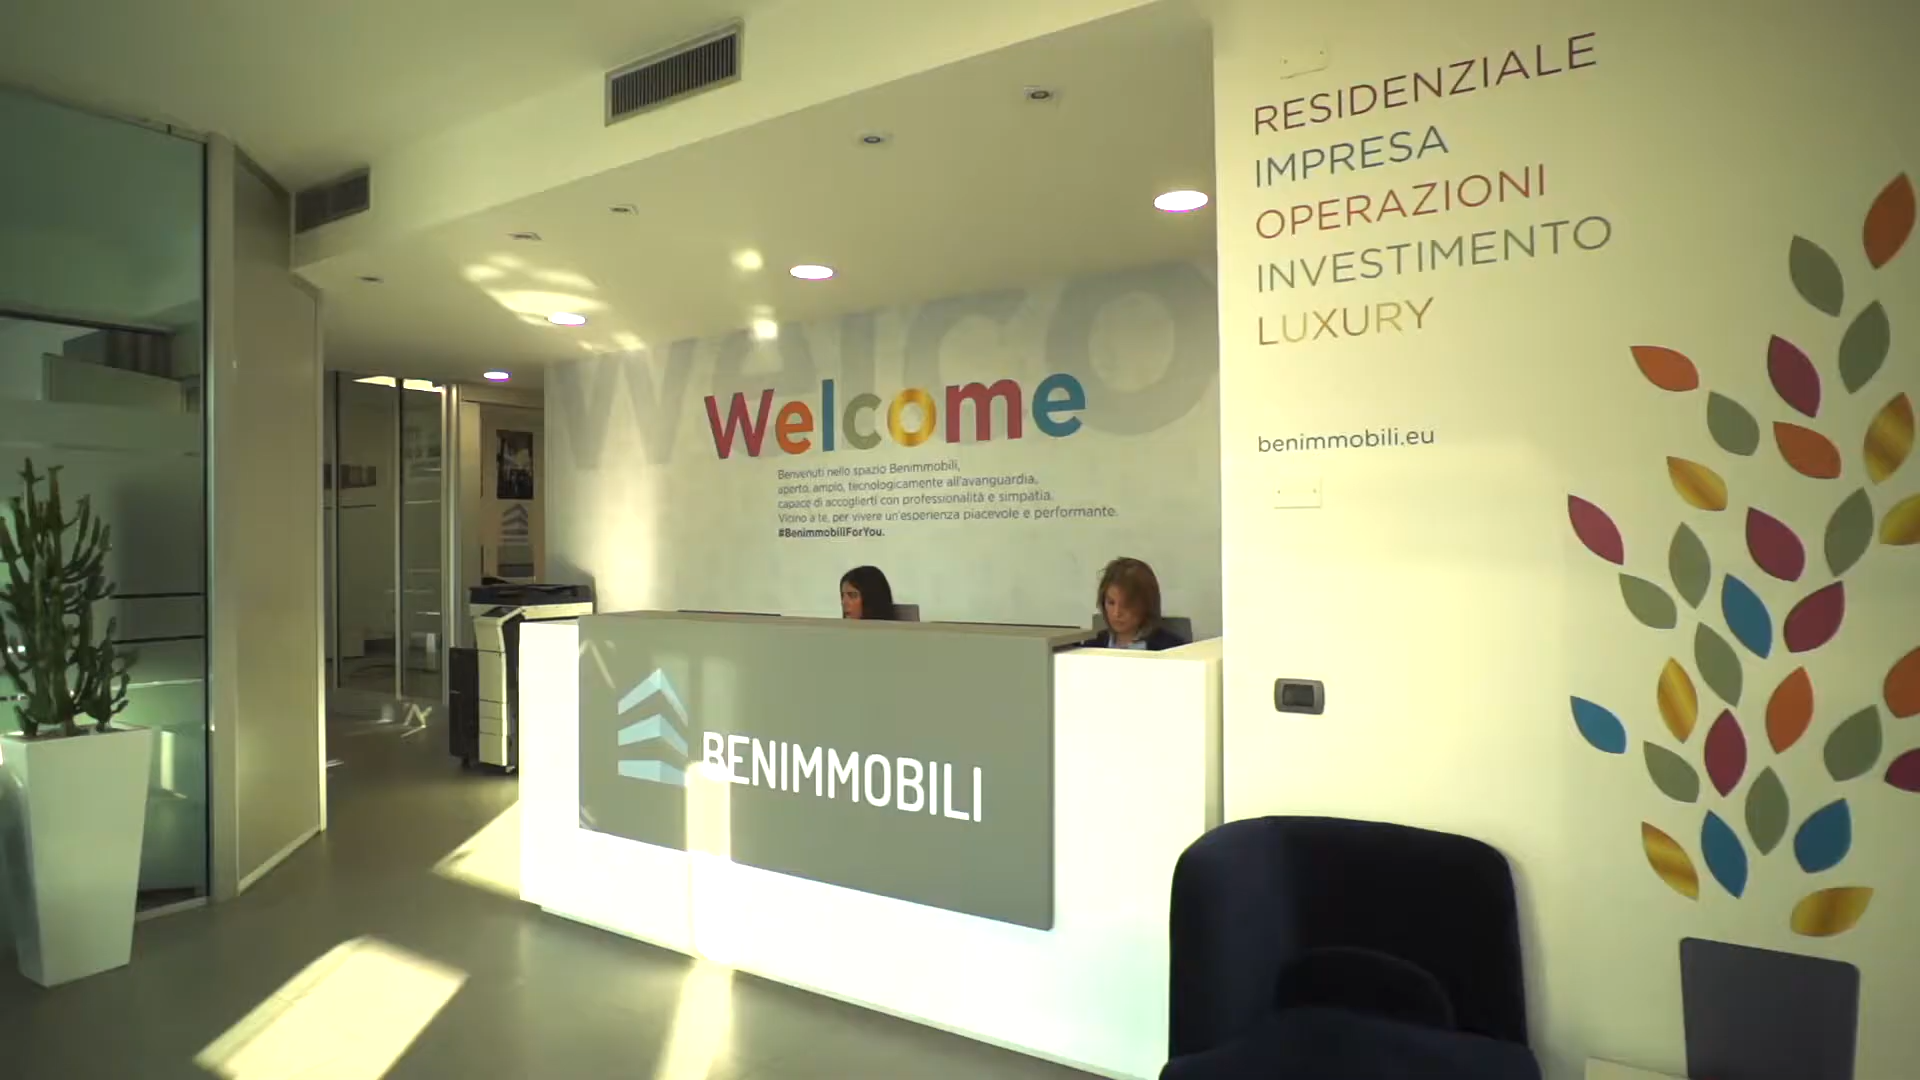 welco
Welcome
Benvenuti nello spazio Benimmobili,
aperto, ampio, tecnologicamente all'avanguardia,
capace di accoglierti con professionalità e simpatia.
Vicino a te, per vivere un'esperienza piacevole e performante.
#BenimmobiliForYou.
BENIMMOBILI
RESIDENZIALE
IMPRESA
OPERAZIONI
INVESTIMENTO
LUXURY
benimmobili.eu